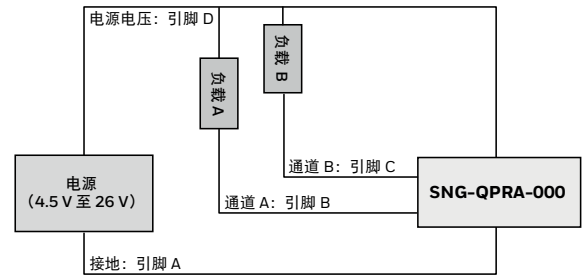 电源电压：引脚 D
负载 A
负载 B
通道 B：引脚 C
电源
（4.5 V 至 26 V）
SNG-QPRA-000
通道 A：引脚 B
接地：引脚 A